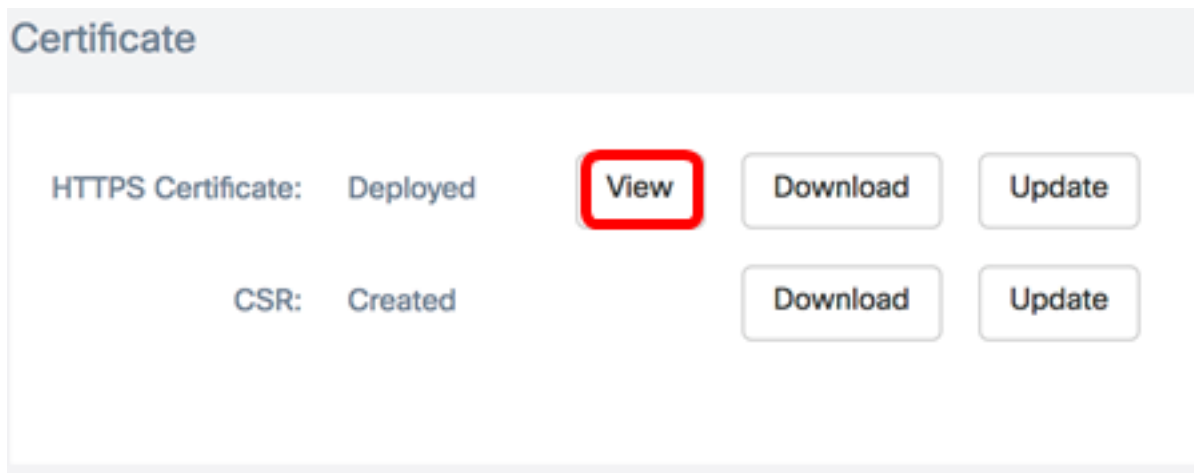 Certificate
HTTPS Certificate: Deployed View Download Update
CSR: Created Download Update